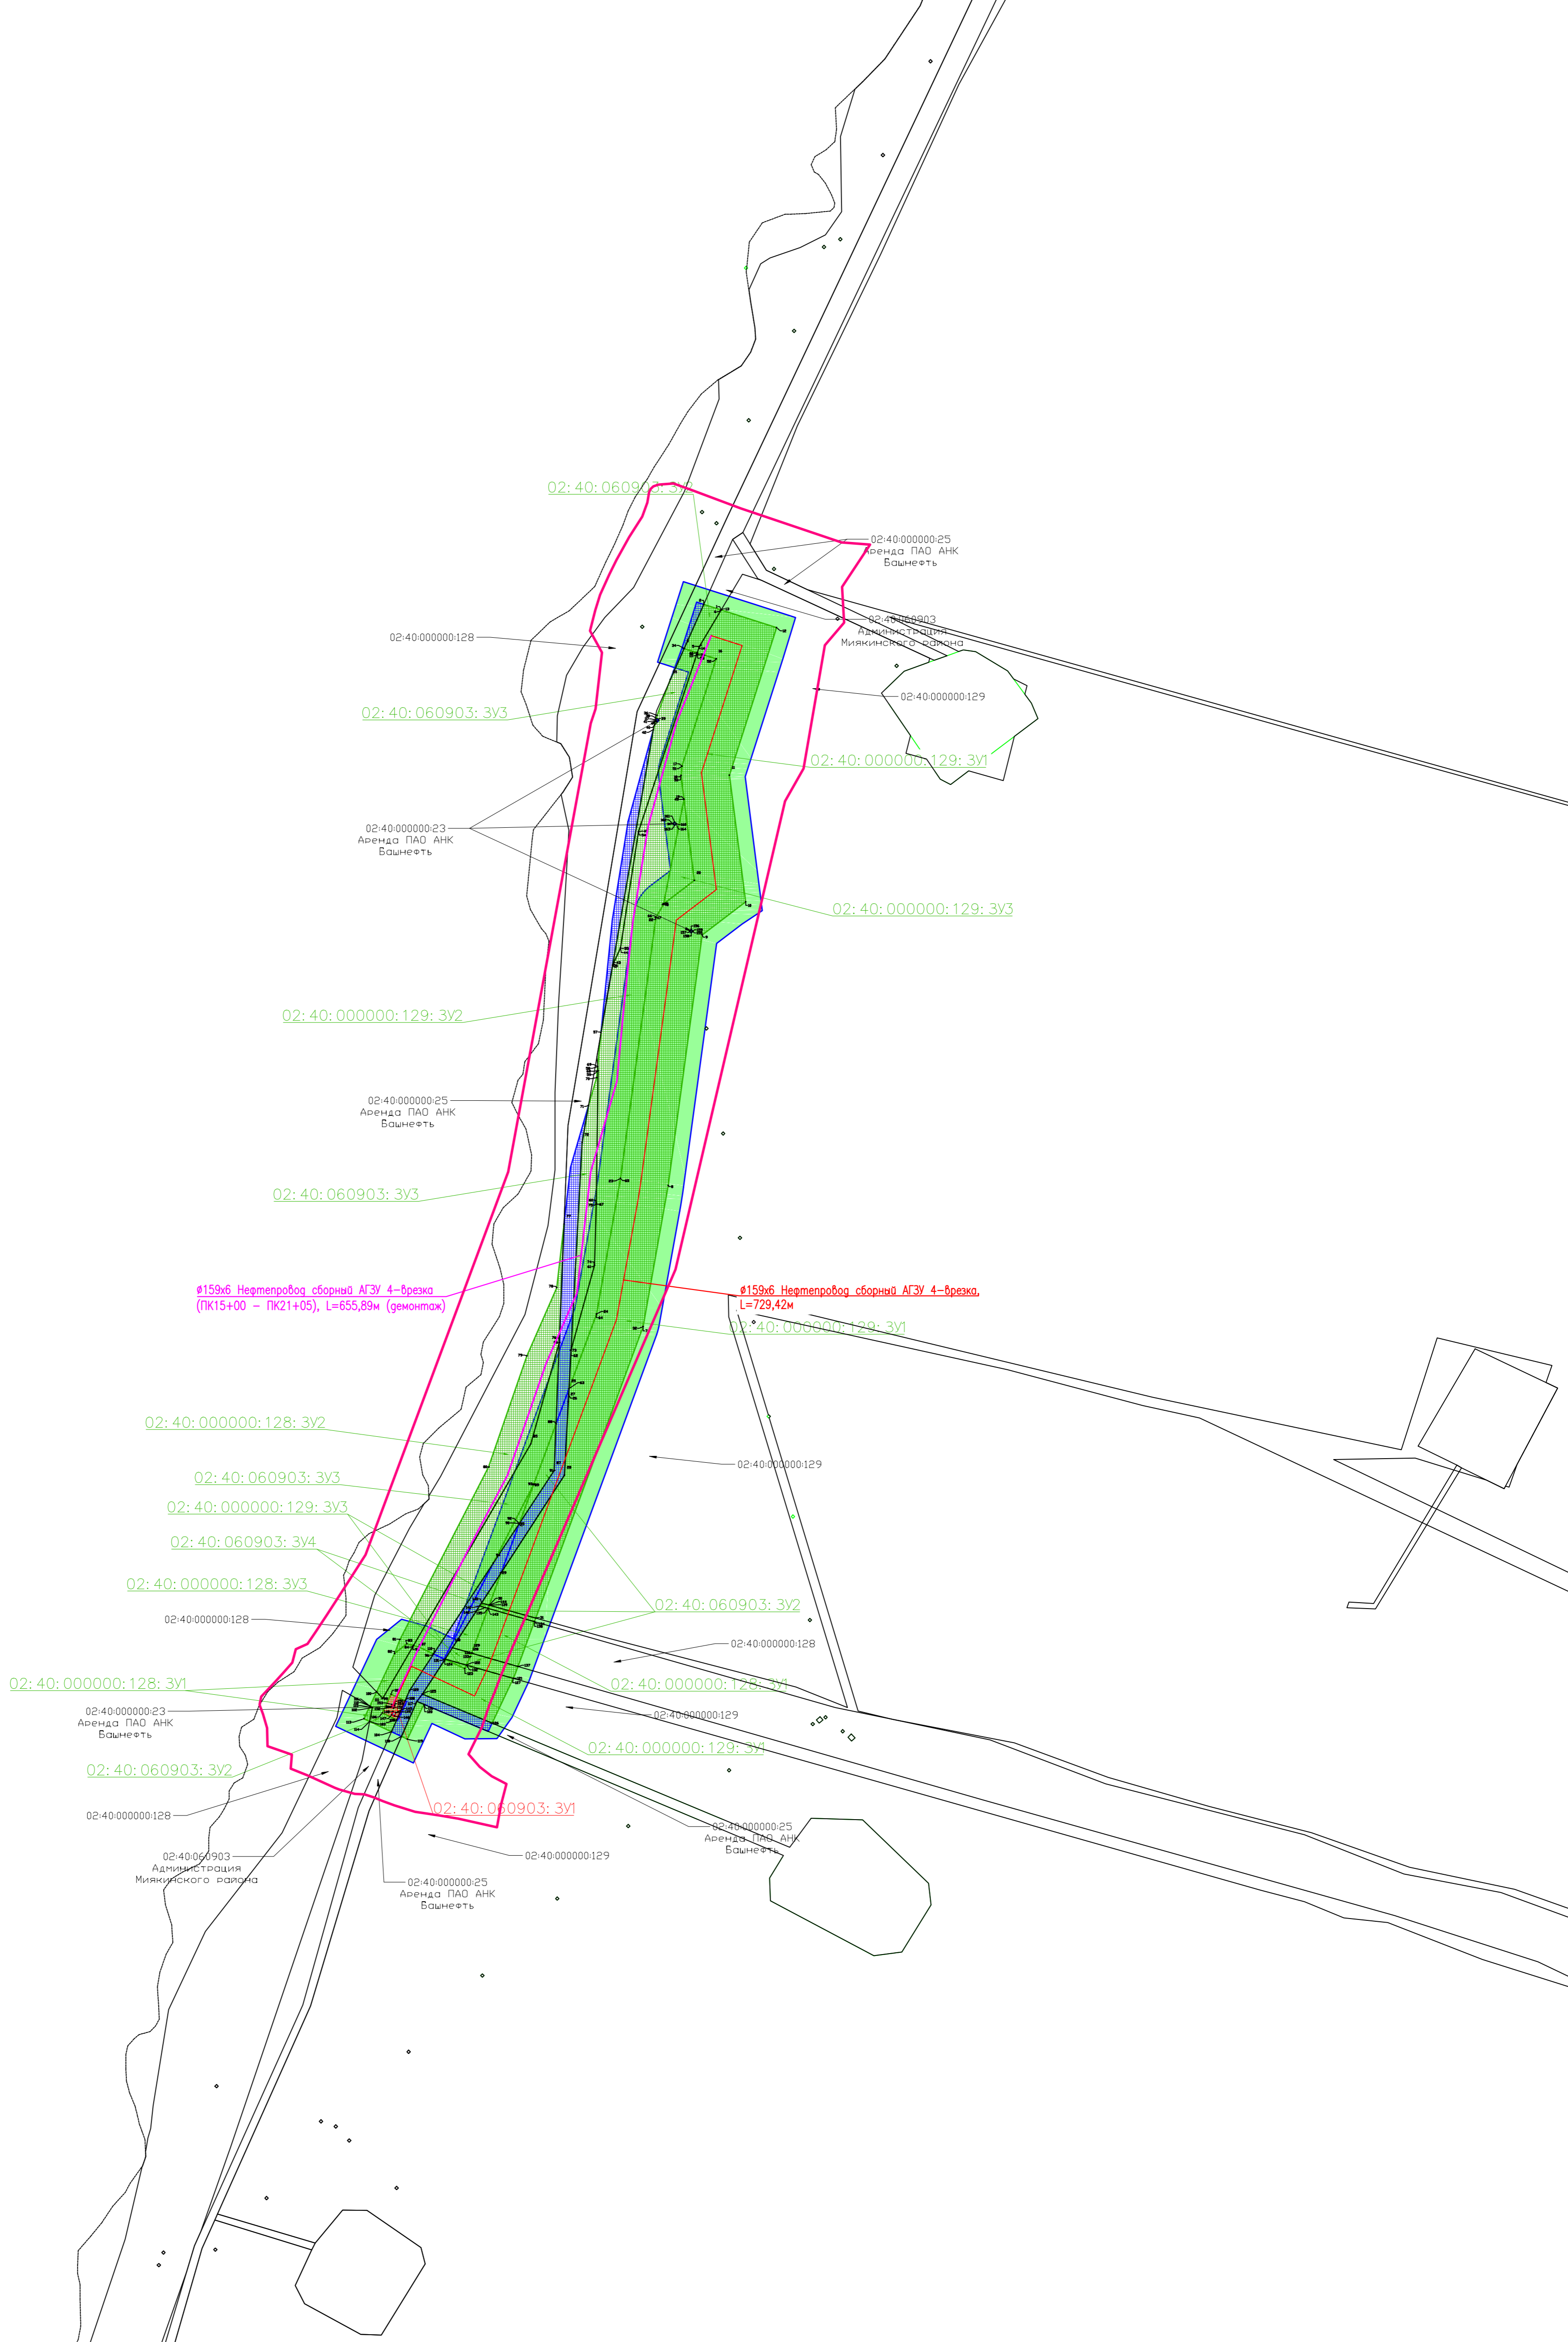 02:40:060903:ЗУ2
02:40:000000:25
Аренда ПАО АНК
Башнефть
02:40:060903
Администрация
Миякинского района
02:40:000000:128
02:40:000000:129
02:40:060903:ЗУ3
02:40:000000:129:ЗУ1
02:40:000000:23
Аренда ПАО АНК
Башнефть
02:40:000000:129:ЗУ3
02:40:000000:129:ЗУ2
02:40:000000:25
Аренда ПАО АНК
Башнефть
02:40:060903:ЗУ3
ø159х6 Нефтепровод сборный АГЗУ 4-врезка
(ПК15+00 - ПК21+05), L=655,89м (демонтаж)
ø159х6 Нефтепровод сборный АГЗУ 4-врезка,
L=729,42м
02:40:000000:129:ЗУ1
02:40:000000:128:ЗУ2
02:40:000000:129
02:40:060903:ЗУ3
02:40:000000:129:ЗУ3
02:40:060903:ЗУ4
02:40:000000:128:ЗУ3
02:40:060903:ЗУ2
02:40:000000:128
02:40:000000:128
02:40:000000:128:ЗУ1
02:40:000000:128:ЗУ1
02:40:000000:23
Аренда ПАО АНК
Башнефть
02:40:000000:129
02:40:000000:129:ЗУ1
02:40:060903:ЗУ2
02:40:060903:ЗУ1
02:40:000000:128
02:40:000000:25
Аренда ПАО АНК
Башнефть
02:40:060903
Администрация
Миякинского района
02:40:000000:129
02:40:000000:25
Аренда ПАО АНК
Башнефть